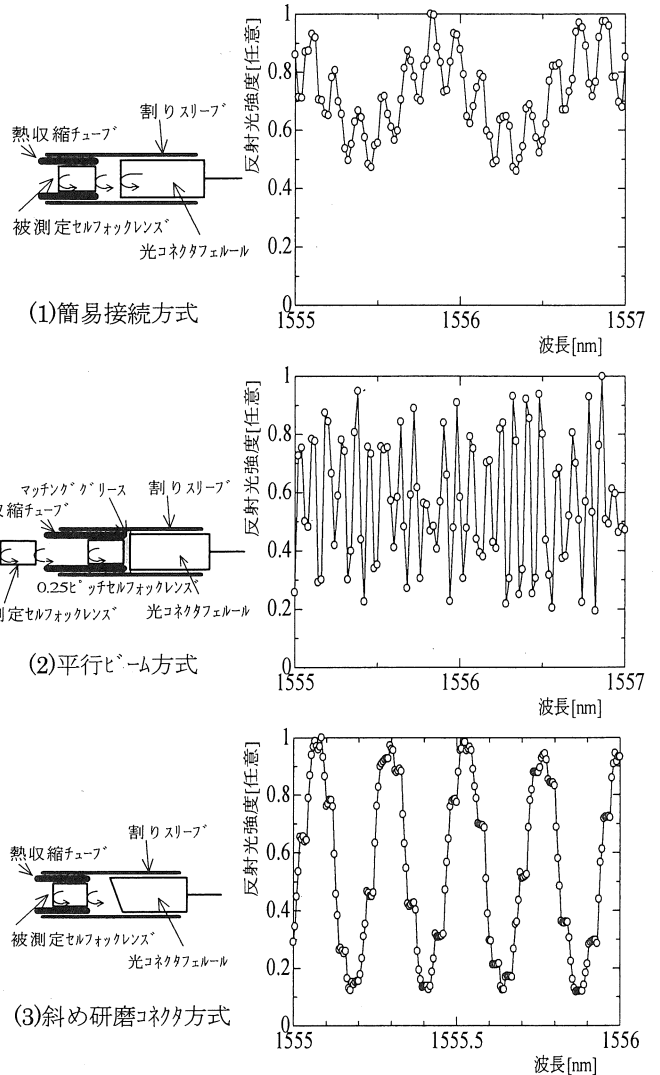 熱収縮チューブ
割りスリーブ
被測定セルフォックレンズ
光コネクタフェルール
(1)簡易接続方式
反射光強度[任意]
1
0.8
0.6
0.4
0.2
0
1555
1556
1557
波長[nm]
マッチンググリース
割りスリーブ
収縮チューブ
0.25ピッチセルフォックレンズ
測定セルフォックレンズ
光コネクタフェルール
(2)平行ビーム方式
反射光強度[任意]
1
0.8
0.6
0.4
0.2
0
1555
1556
1557
波長[nm]
割りスリーブ
熱収縮チューブ
被測定セルフォックレンズ
光コネクタフェルール
(3)斜め研磨コネクタ方式
反射光強度[任意]
1
0.8
0.6
0.4
0.2
0
1555
1555.5
1556
波長[nm]